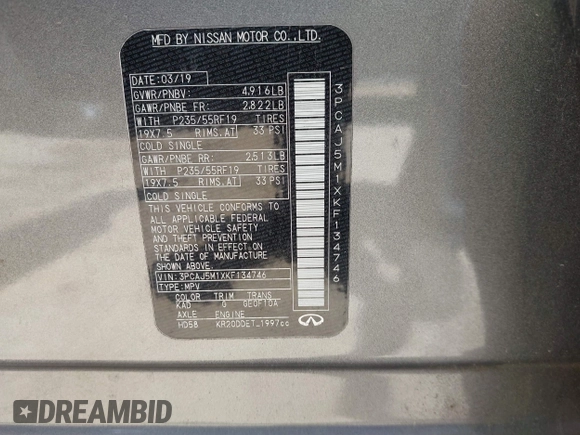 MFD BY NISSAN MOTOR CO.,LTD.
DATE: 03/19
GVWR/PNBV: 4,916LB
GAWR/PNBE FR: 2,822LB
WITH P235/55RF19 TIRES
19X7.5 RIMS,AT 33 PSI
COLD SINGLE
GAWR/PNBE RR: 2513LB
WITH P235/55RF19 TIRES
19X7.5 RIMS,AT 33 PSI
COLD SINGLE
THIS VEHICLE CONFORMS TO
ALL APPLICABLE FEDERAL
MOTOR VEHICLE SAFETY
AND THEFT PREVENTION
STANDARDS IN EFFECT ON
THE DATE OF MANUFACTURE
SHOWN ABOVE.
VIN: 3PCAJ5M1XKF134746
TYPE: MPV
COLOR TRIM TRANS
KAD G GE0F10A
AXLE ENGINE
HD58 KR20DDET 1997cc
3PCAJ5M1XKF134746
DREAMBID